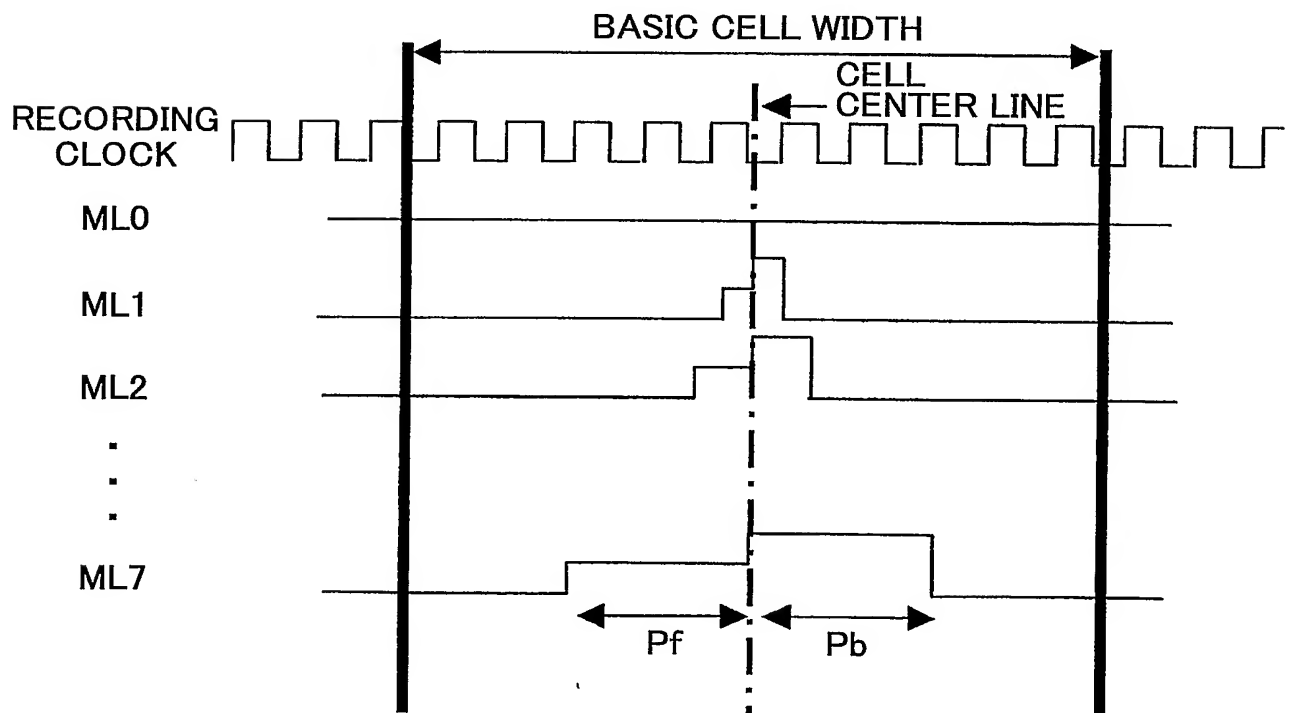 BASIC CELL WIDTH
CELL
CENTER LINE
RECORDING
CLOCK
ML0
ML1
ML2
.
.
.
ML7
Pf
Pb